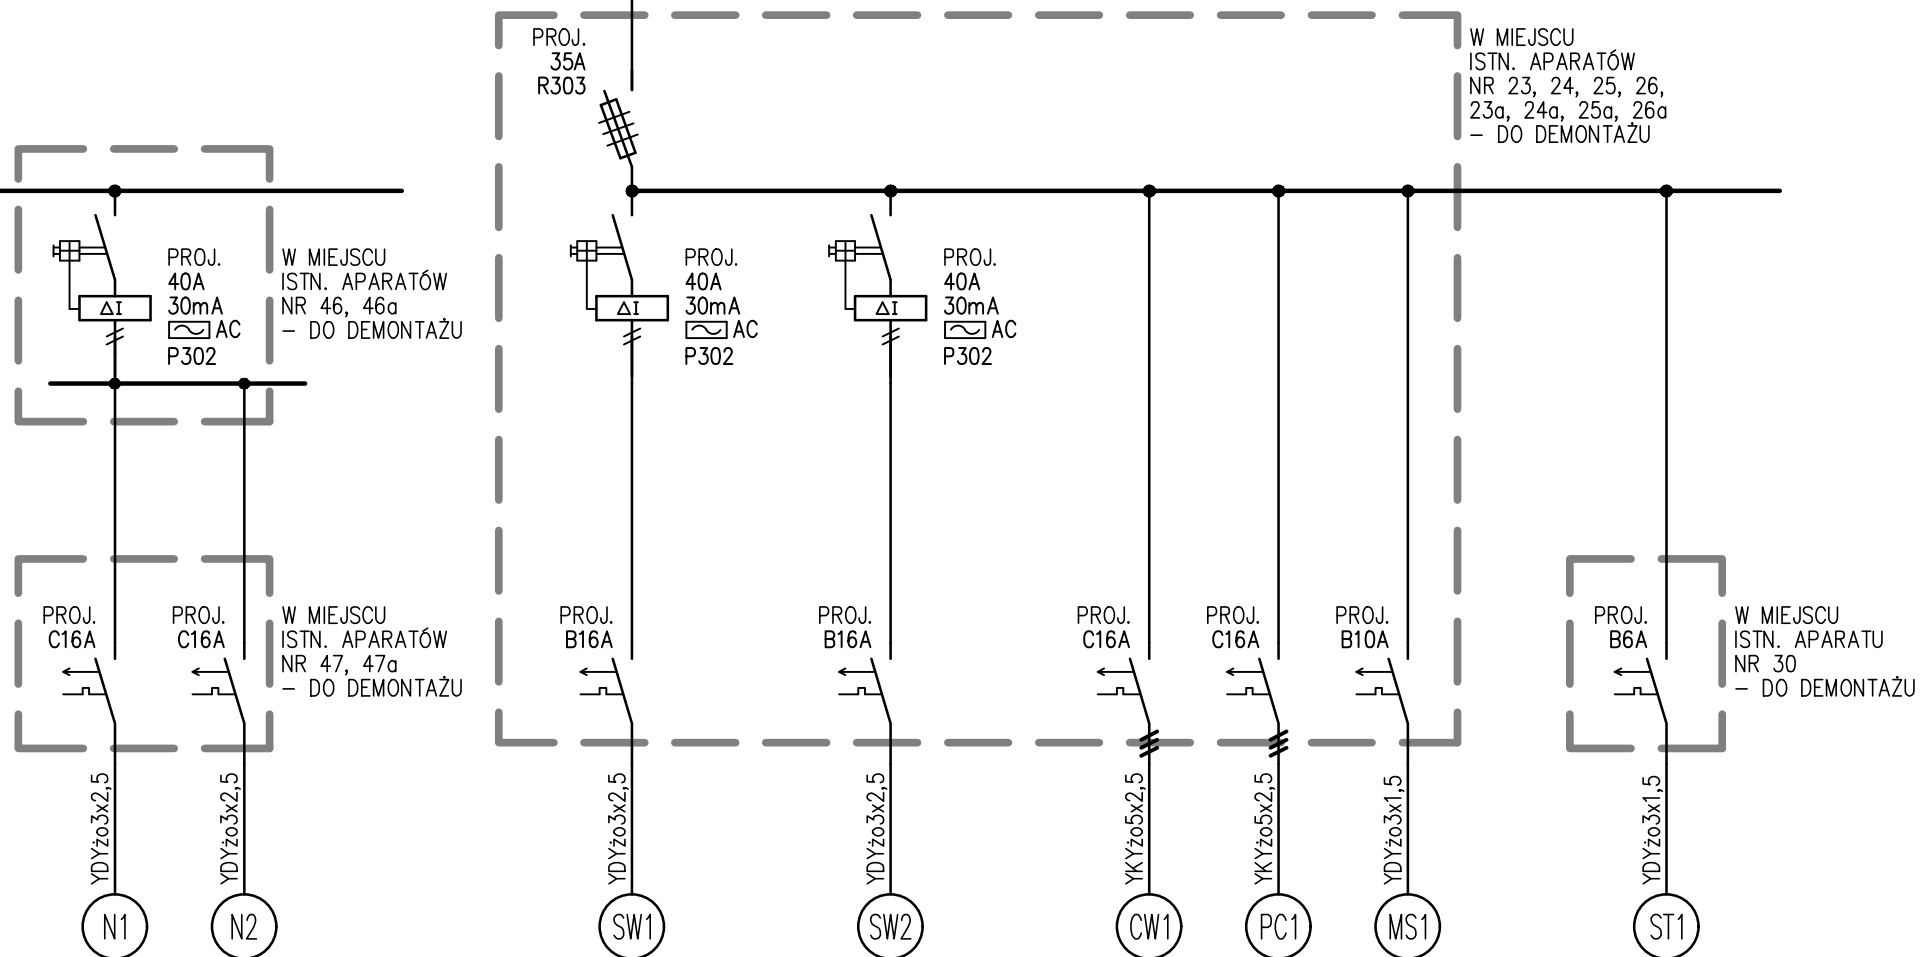 PROJ.
35A
R303
W MIEJSCU
ISTN. APARATÓW
NR 23, 24, 25, 26,
23a, 24a, 25a, 26a
– DO DEMONTAŻU
PROJ.
40A
30mA
AC
P302
ΔI
W MIEJSCU
ISTN. APARATÓW
NR 46, 46a
– DO DEMONTAŻU
PROJ.
40A
30mA
AC
P302
ΔI
PROJ.
40A
30mA
AC
P302
ΔI
PROJ.
C16A
PROJ.
C16A
W MIEJSCU
ISTN. APARATÓW
NR 47, 47a
– DO DEMONTAŻU
PROJ.
B16A
PROJ.
B16A
PROJ.
C16A
PROJ.
C16A
PROJ.
B10A
PROJ.
B6A
W MIEJSCU
ISTN. APARATU
NR 30
– DO DEMONTAŻU
YDYżo3x2,5
YDYżo3x2,5
YDYżo3x2,5
YDYżo3x2,5
YKYżo5x2,5
YKYżo5x2,5
YDYżo3x1,5
YDYżo3x1,5
N1
N2
SW1
SW2
CW1
PC1
MS1
ST1